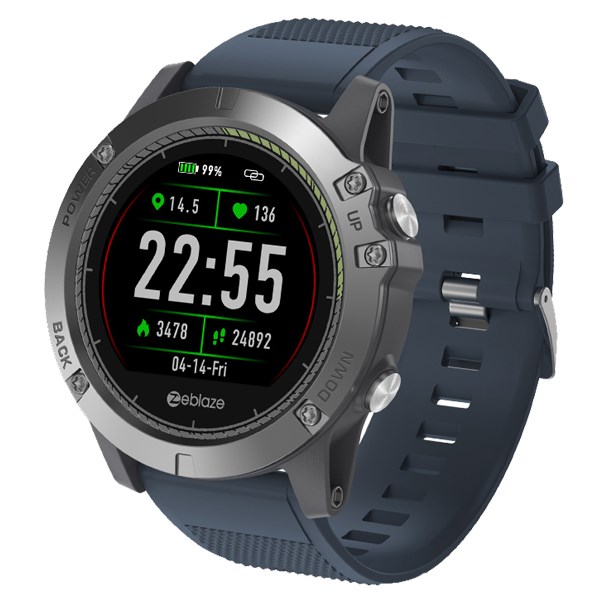 POWER
99%
14.5 136
UP
22:55
3478 24892
04-14-Fri
BACK
DOWN
Zeblaze